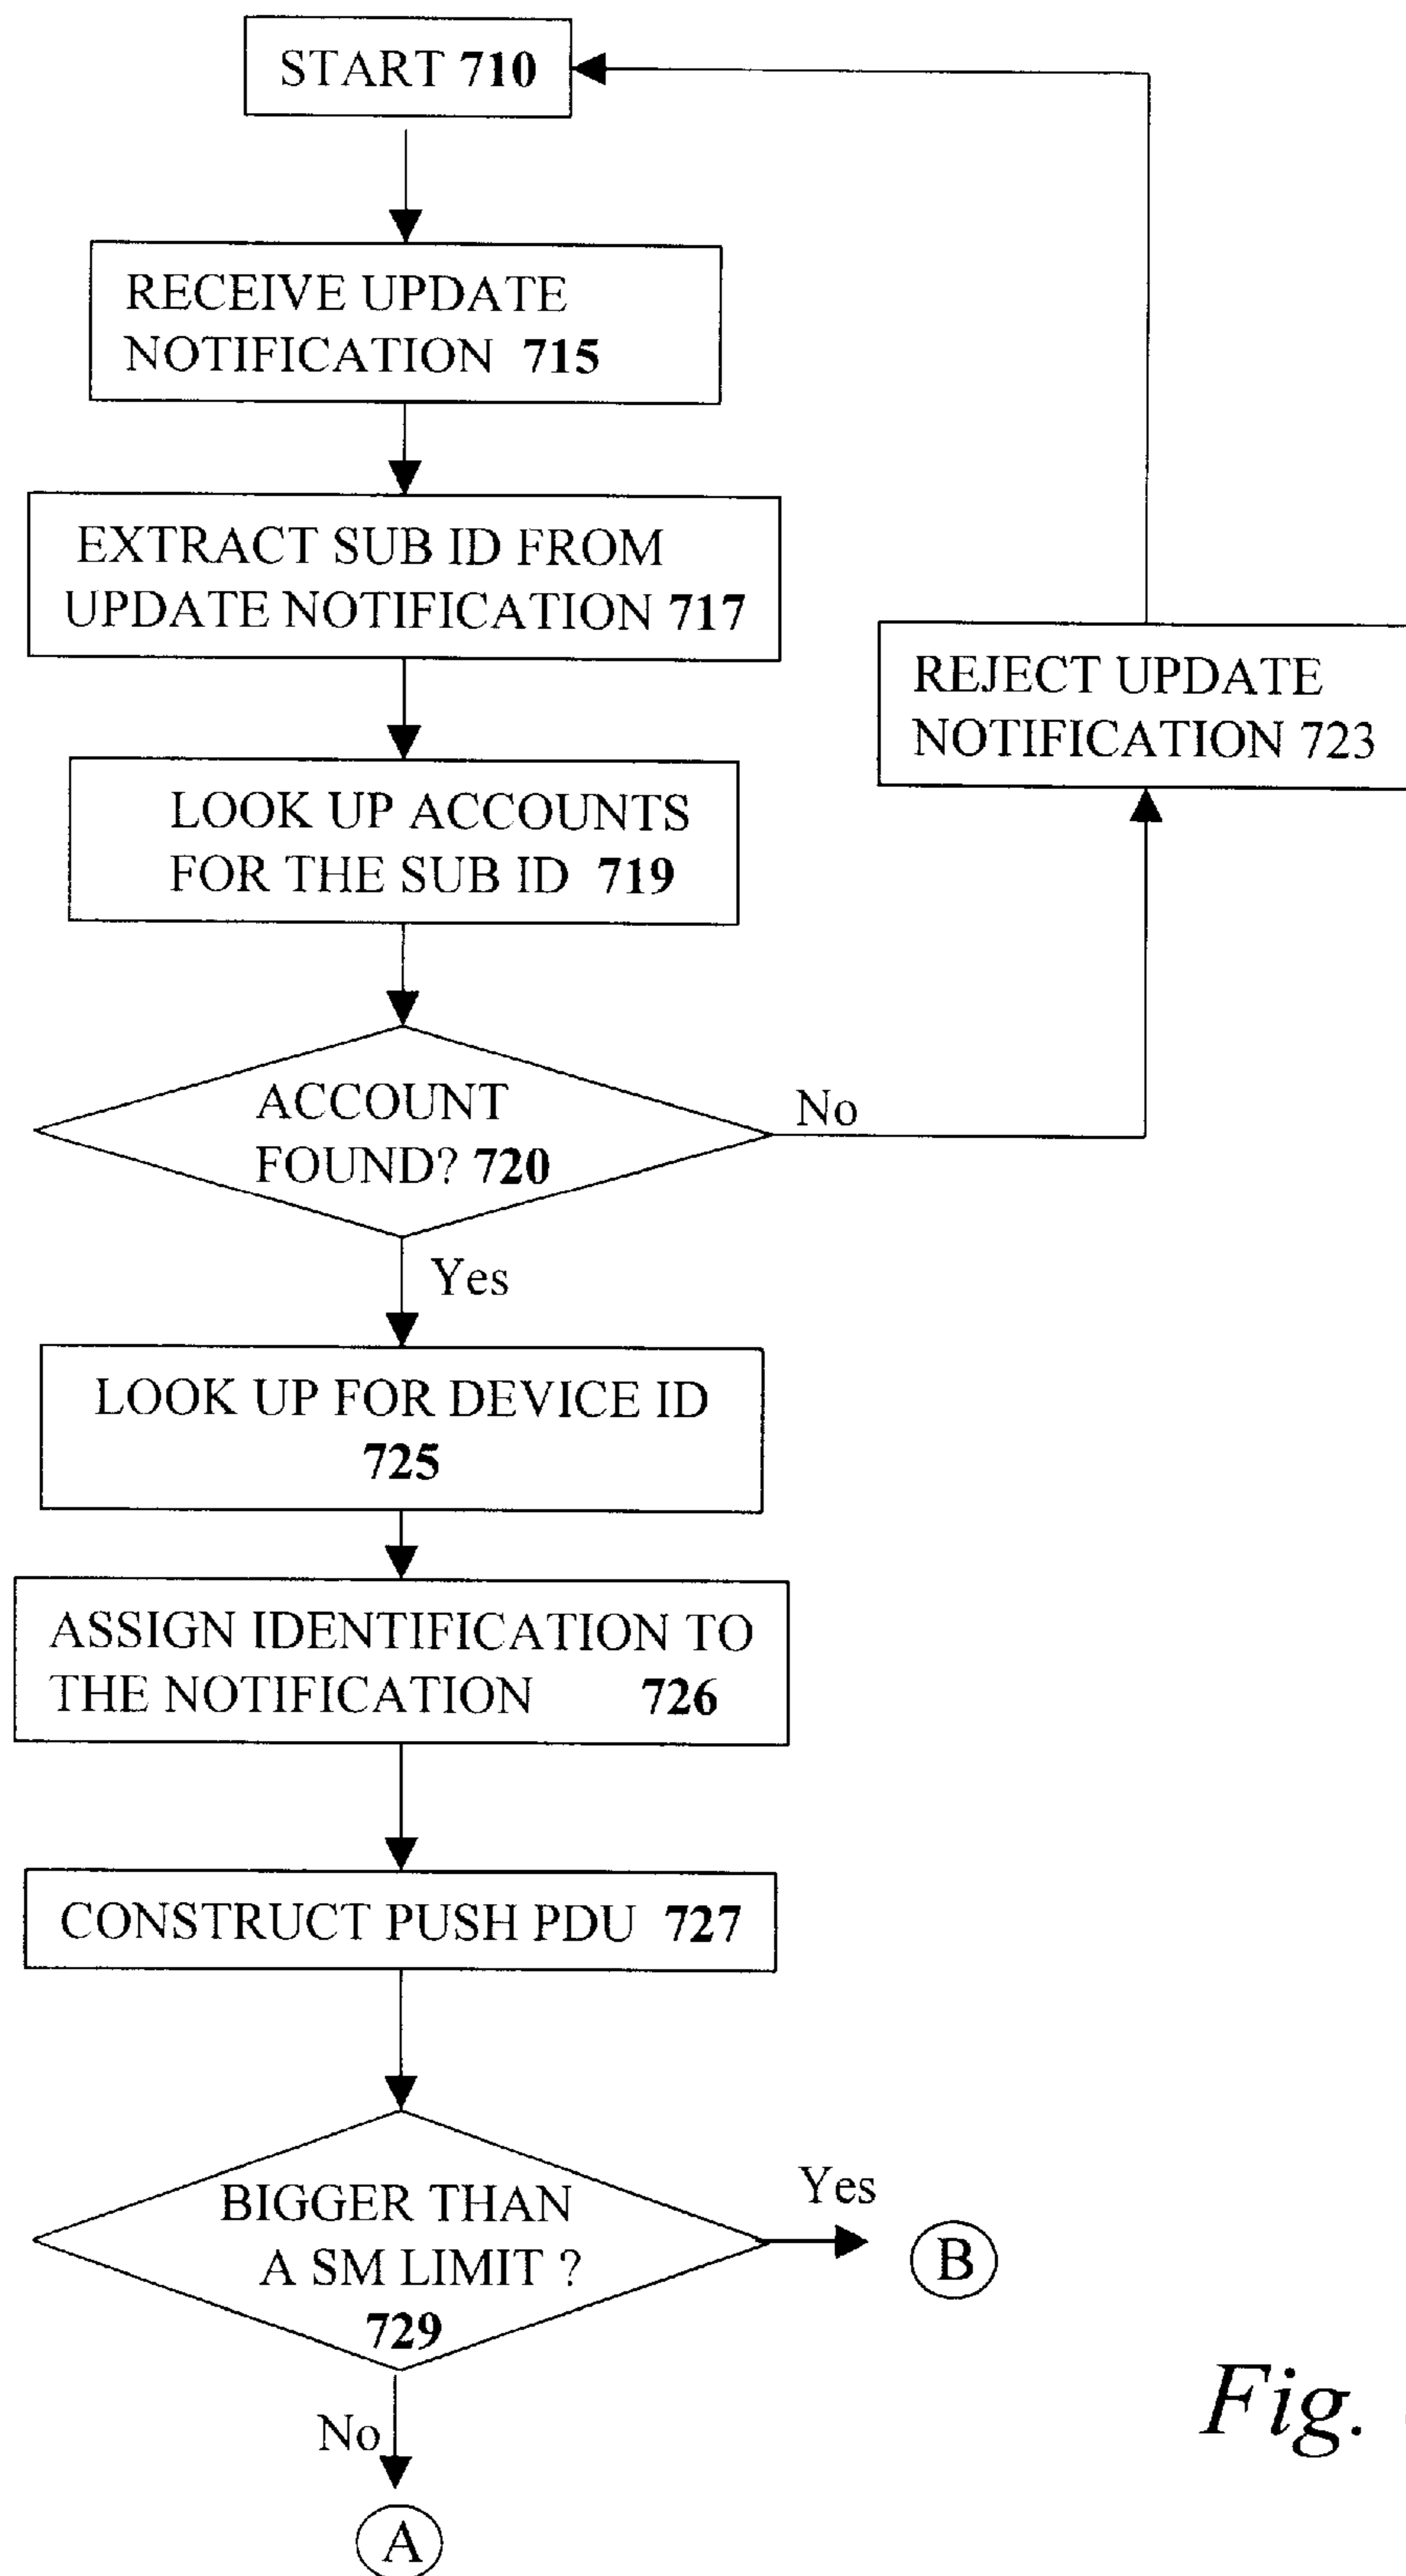 START 710
RECEIVE UPDATE
NOTIFICATION 715
EXTRACT SUB ID FROM
UPDATE NOTIFICATION 717
REJECT UPDATE
NOTIFICATION 723
LOOK UP ACCOUNTS
FOR THE SUB ID 719
ACCOUNT
FOUND? 720
No
Yes
LOOK UP FOR DEVICE ID
725
ASSIGN IDENTIFICATION TO
THE NOTIFICATION 726
CONSTRUCT PUSH PDU 727
BIGGER THAN
A SM LIMIT ?
729
Yes
B
No
A
Fig.